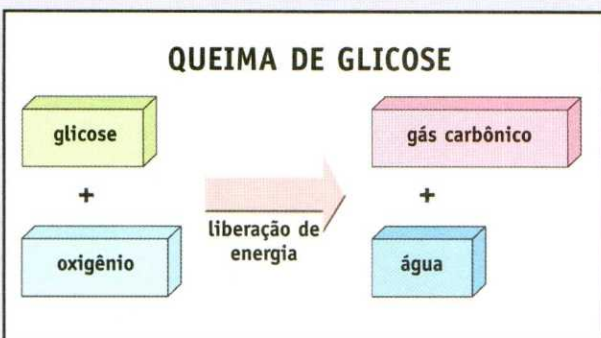 QUEIMA DE GLICOSE
glicose
+
oxigênio
liberação de
energia
gás carbônico
+
água